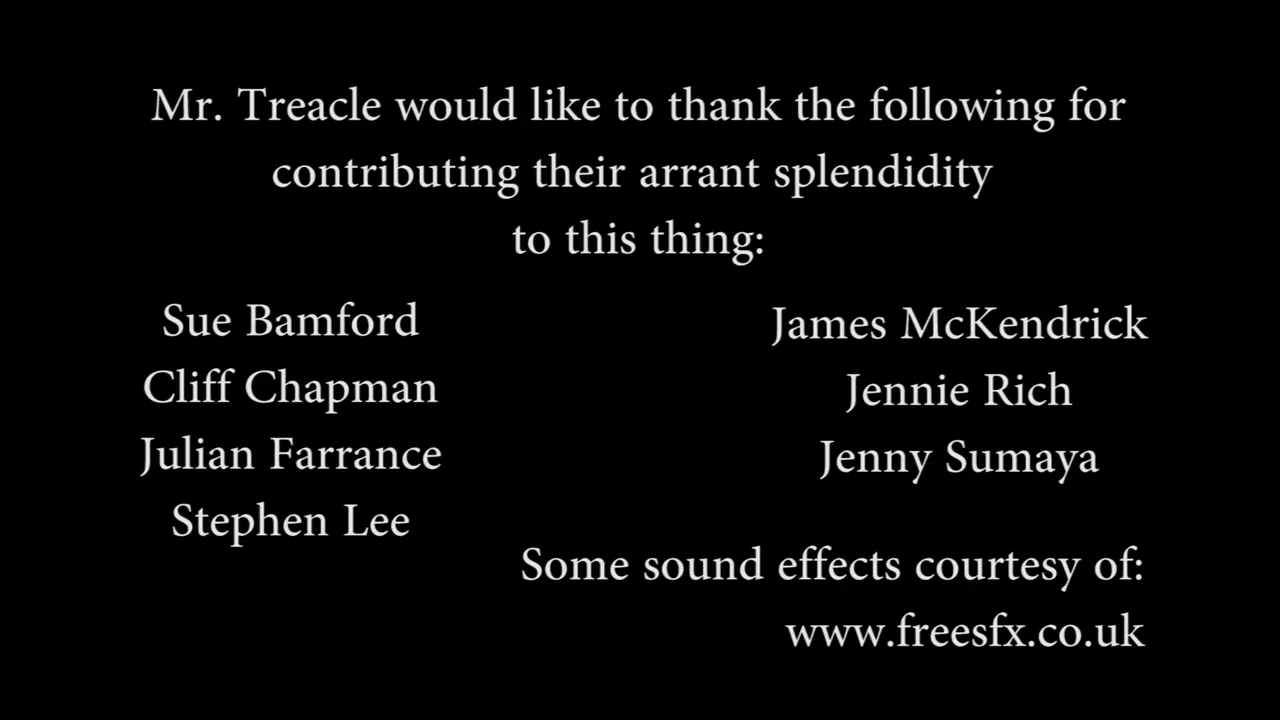 Mr. Treacle would like to thank the following for
contributing their arrant splendidity
to this thing:
Sue Bamford
Cliff Chapman
Julian Farrance
Stephen Lee
James McKendrick
Jennie Rich
Jenny Sumaya
Some sound effects courtesy of:
www.freesfx.co.uk